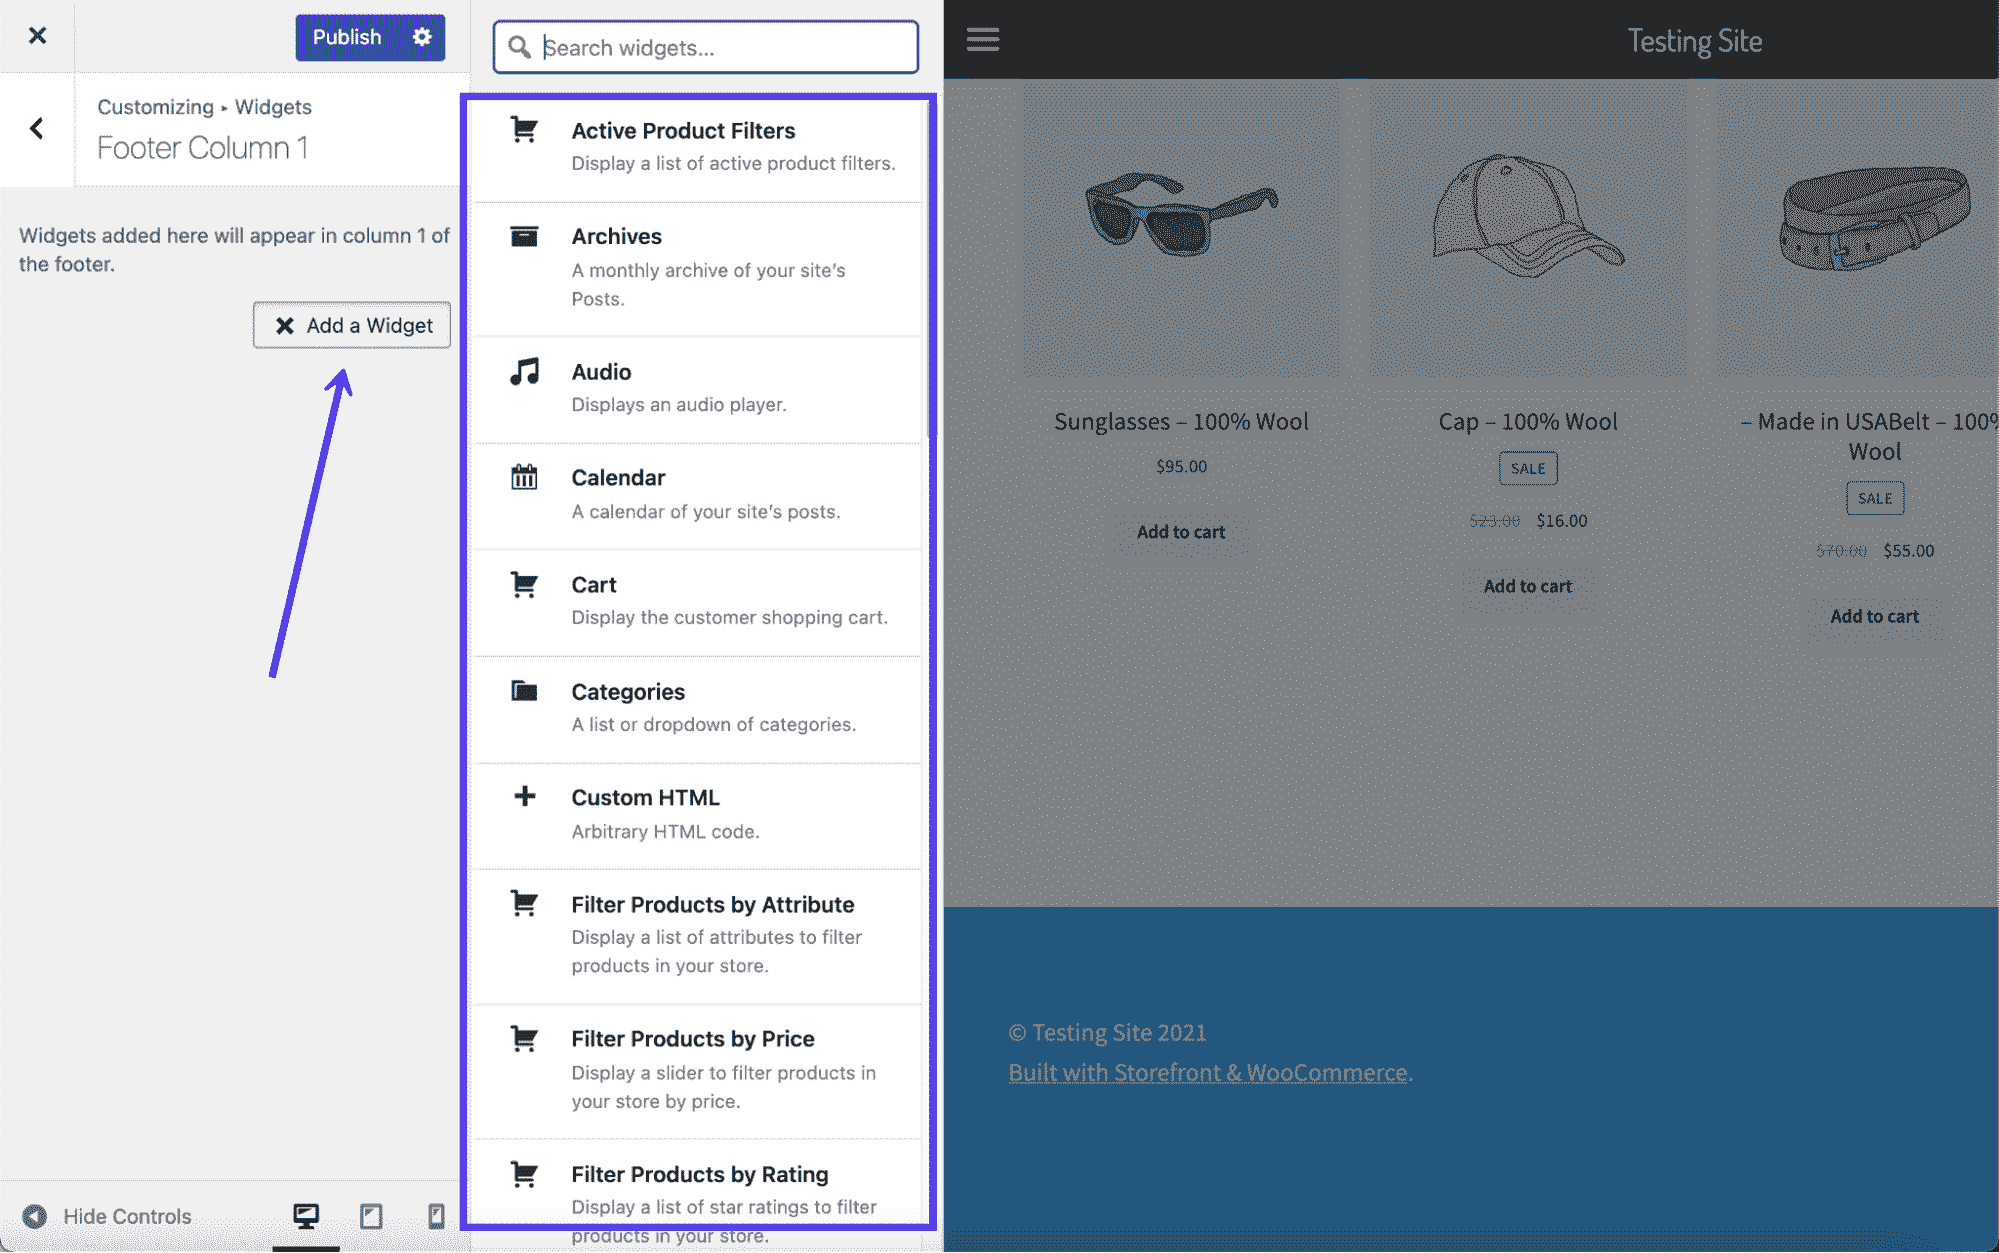 Publish
Customizing ▸ Widgets
Footer Column 1
Widgets added here will appear in column 1 of
the footer.
Add a Widget
Hide Controls
Search widgets...
Active Product Filters
Display a list of active product filters.
Archives
A monthly archive of your site's
Posts.
Audio
Displays an audio player.
Calendar
A calendar of your site's posts.
Cart
Display the customer shopping cart.
Categories
A list or dropdown of categories.
Custom HTML
Arbitrary HTML code.
Filter Products by Attribute
Display a list of attributes to filter
products in your store.
Filter Products by Price
Display a slider to filter products in
your store by price.
Filter Products by Rating
Display a list of star ratings to filter
products in your store.
Testing Site
Sunglasses – 100% Wool
$95.00
Add to cart
Cap – 100% Wool
SALE
$23.00 $16.00
Add to cart
– Made in USABelt – 100%
Wool
SALE
$70.00 $55.00
Add to cart
© Testing Site 2021
Built with Storefront & WooCommerce.